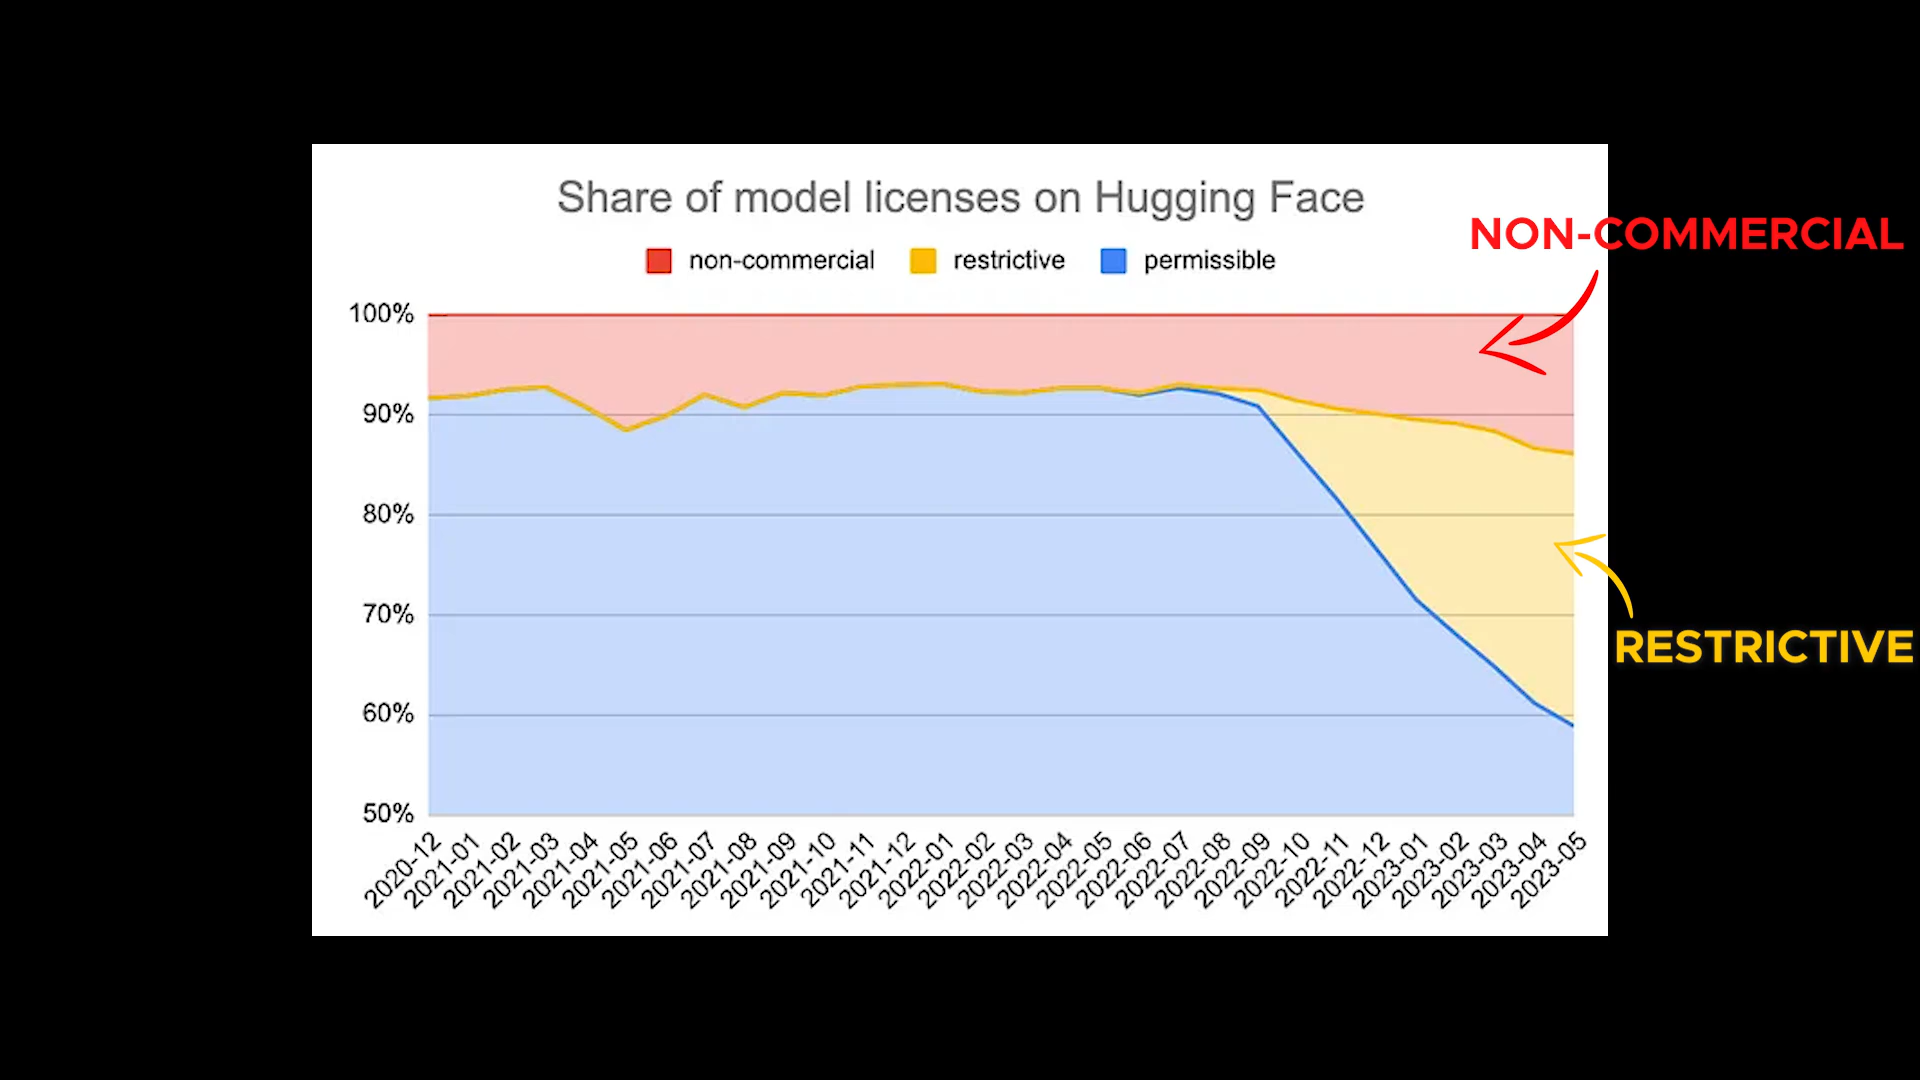 Share of model licenses on Hugging Face
NON-COMMERCIAL
non-commercial restrictive permissible
100%
90%
80%
RESTRICTIVE
70%
60%
50%
2020-12 2021-01 2021-02 2021-03 2021-04 2021-05 2021-06 2021-07 2021-08 2021-09 2021-10 2021-11 2021-12 2022-01 2022-02 2022-03 2022-04 2022-05 2022-06 2022-07 2022-08 2022-09 2022-10 2022-11 2022-12 2023-01 2023-02 2023-03 2023-04 2023-05